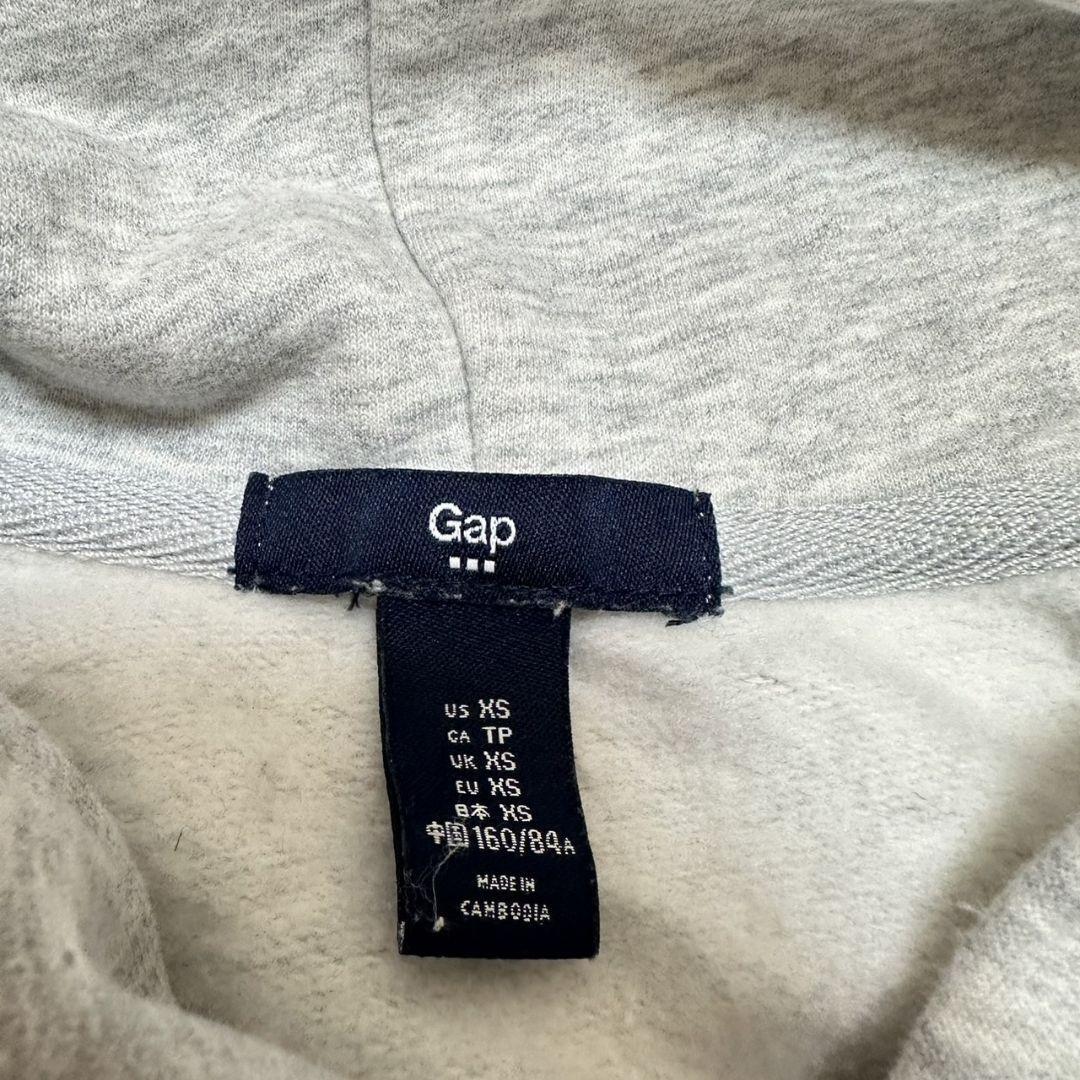 Gap
US XS
CA TP
UK XS
EU XS
日本 XS
中国 160/84A
MADE IN
CAMBODIA